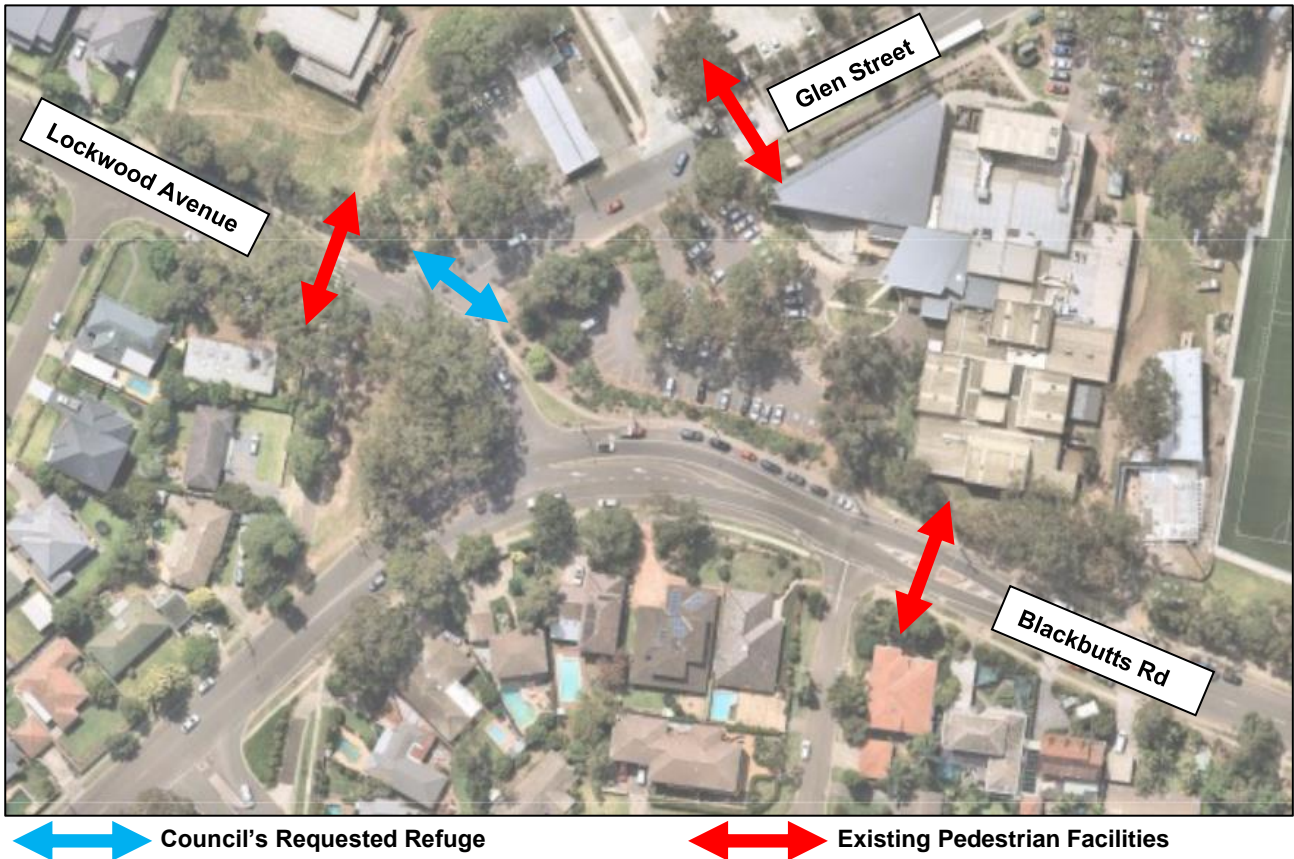 Glen Street
Lockwood Avenue
Blackbutts Rd
Council's Requested Refuge
Existing Pedestrian Facilities